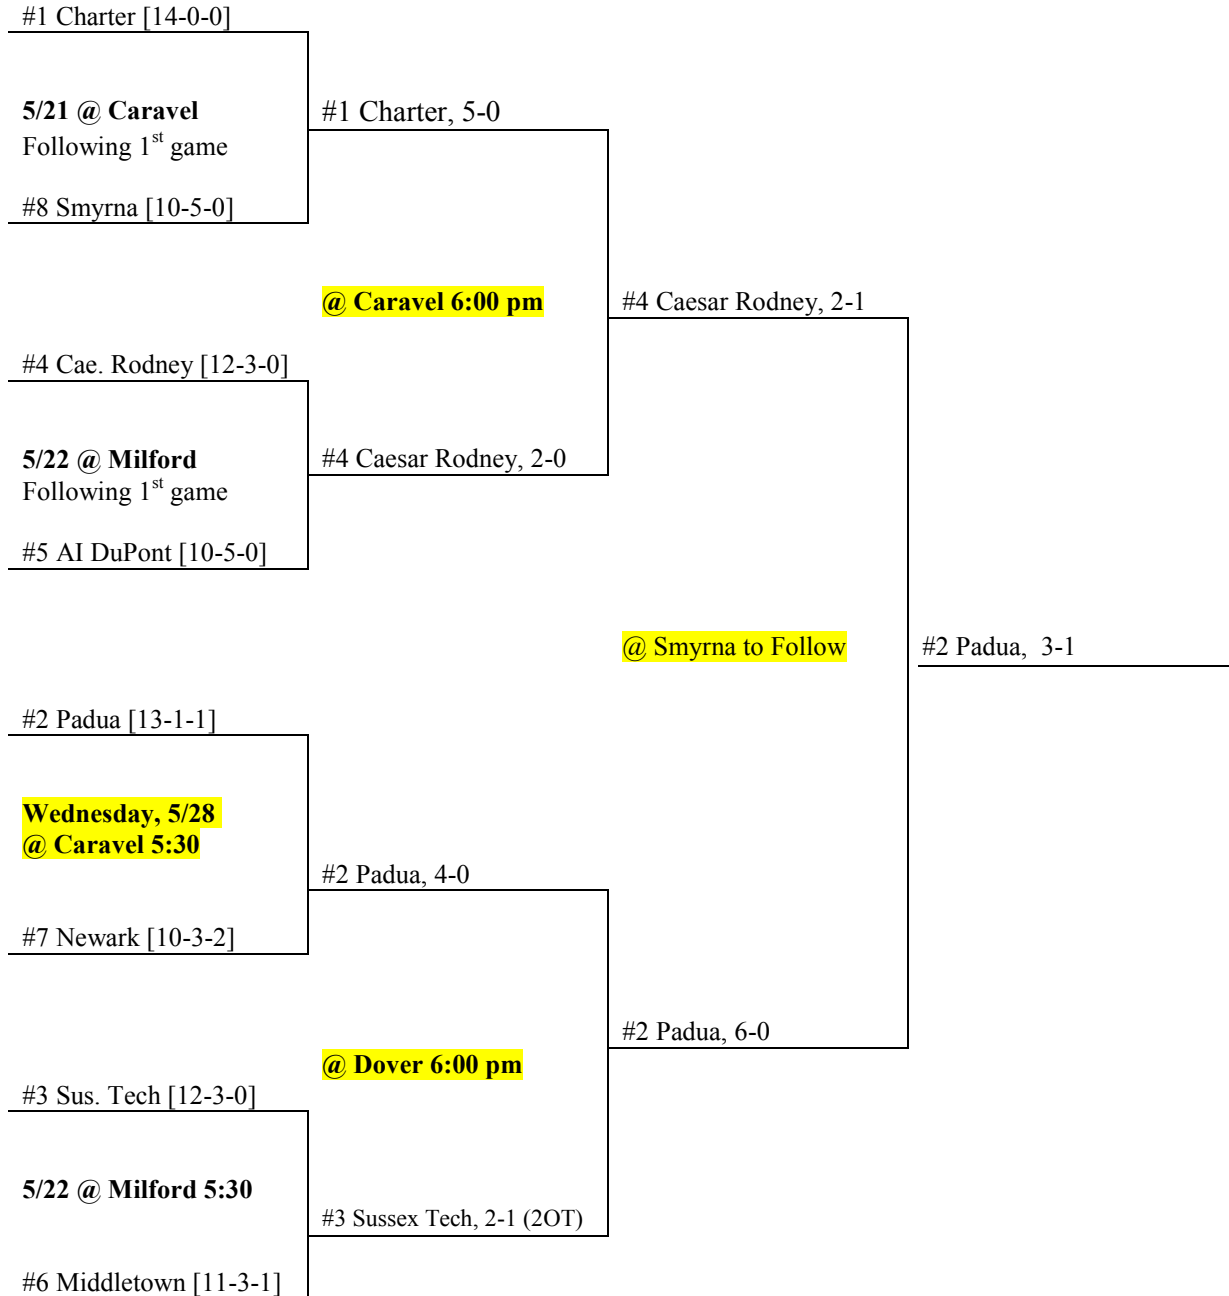 #1 Charter [14-0-0]
5/21 @ Caravel
Following 1st game
#1 Charter, 5-0
#8 Smyrna [10-5-0]
@ Caravel 6:00 pm
#4 Caesar Rodney, 2-1
#4 Cae. Rodney [12-3-0]
5/22 @ Milford
Following 1st game
#4 Caesar Rodney, 2-0
#5 AI DuPont [10-5-0]
@ Smyrna to Follow
#2 Padua, 3-1
#2 Padua [13-1-1]
Wednesday, 5/28
@ Caravel 5:30
#2 Padua, 4-0
#7 Newark [10-3-2]
#2 Padua, 6-0
@ Dover 6:00 pm
#3 Sus. Tech [12-3-0]
5/22 @ Milford 5:30
#3 Sussex Tech, 2-1 (2OT)
#6 Middletown [11-3-1]